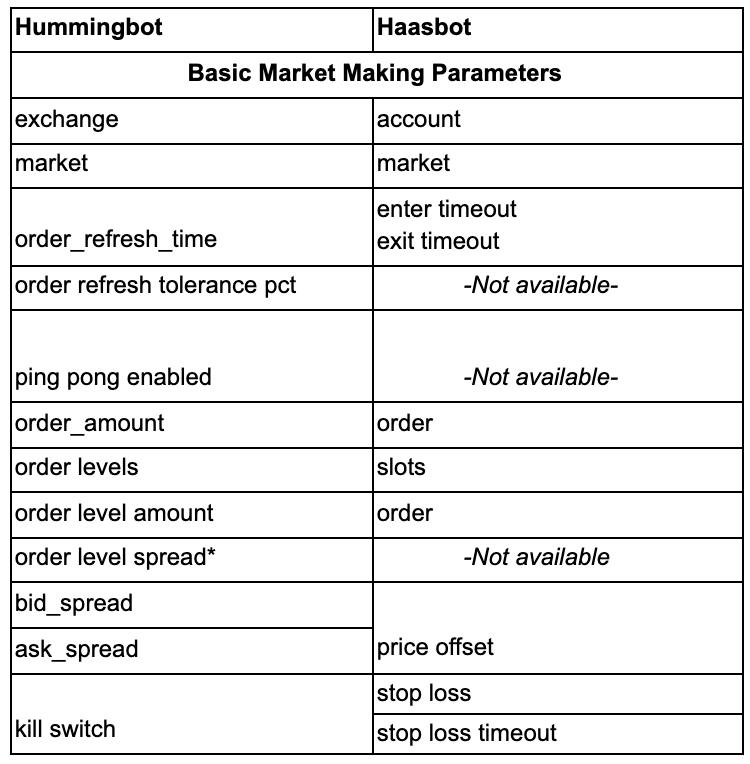 Hummingbot Haasbot
Basic Market Making Parameters
exchange account
market market
order_refresh_time enter timeout
exit timeout
order refresh tolerance pct -Not available-
ping pong enabled -Not available-
order_amount order
order levels slots
order level amount order
order level spread* -Not available
bid_spread
ask_spread price offset
kill switch stop loss
stop loss timeout